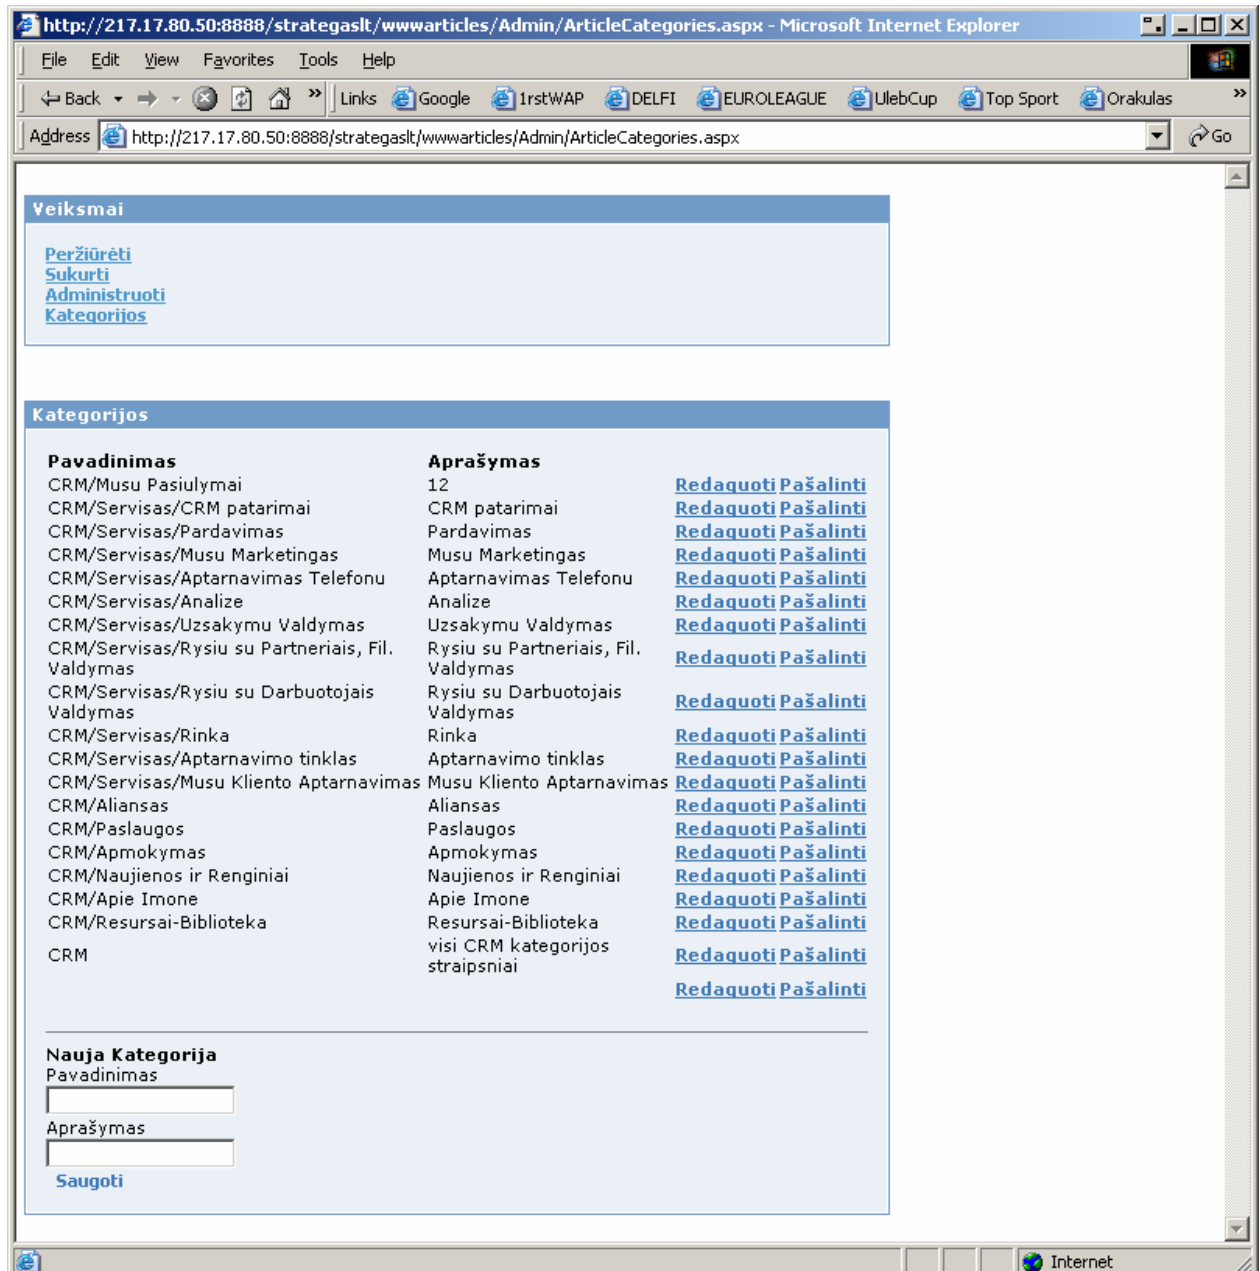 http://217.17.80.50:8888/strategaslt/wwwarticles/Admin/ArticleCategories.aspx - Microsoft Internet Explorer
File Edit View Favorites Tools Help
Back » Links Google 1rstWAP DELFI EUROLEAGUE UlebCup Top Sport Orakulas »
Address http://217.17.80.50:8888/strategaslt/wwwarticles/Admin/ArticleCategories.aspx Go
Veiksmai
Peržiūrėti
Sukurti
Administruoti
Kategorijos
Kategorijos
Pavadinimas Aprašymas
CRM/Musu Pasiulymai 12 Redaguoti Pašalinti
CRM/Servisas/CRM patarimai CRM patarimai Redaguoti Pašalinti
CRM/Servisas/Pardavimas Pardavimas Redaguoti Pašalinti
CRM/Servisas/Musu Marketingas Musu Marketingas Redaguoti Pašalinti
CRM/Servisas/Aptarnavimas Telefonu Aptarnavimas Telefonu Redaguoti Pašalinti
CRM/Servisas/Analize Analize Redaguoti Pašalinti
CRM/Servisas/Uzsakymu Valdymas Uzsakymu Valdymas Redaguoti Pašalinti
CRM/Servisas/Rysiu su Partneriais, Fil. Rysiu su Partneriais, Fil.
Valdymas Valdymas Redaguoti Pašalinti
CRM/Servisas/Rysiu su Darbuotojais Rysiu su Darbuotojais
Valdymas Valdymas Redaguoti Pašalinti
CRM/Servisas/Rinka Rinka Redaguoti Pašalinti
CRM/Servisas/Aptarnavimo tinklas Aptarnavimo tinklas Redaguoti Pašalinti
CRM/Servisas/Musu Kliento Aptarnavimas Musu Kliento Aptarnavimas Redaguoti Pašalinti
CRM/Aliansas Aliansas Redaguoti Pašalinti
CRM/Paslaugos Paslaugos Redaguoti Pašalinti
CRM/Apmokymas Apmokymas Redaguoti Pašalinti
CRM/Naujienos ir Renginiai Naujienos ir Renginiai Redaguoti Pašalinti
CRM/Apie Imone Apie Imone Redaguoti Pašalinti
CRM/Resursai-Biblioteka Resursai-Biblioteka Redaguoti Pašalinti
CRM visi CRM kategorijos straipsniai Redaguoti Pašalinti
Redaguoti Pašalinti
Nauja Kategorija
Pavadinimas
Aprašymas
Saugoti
Internet